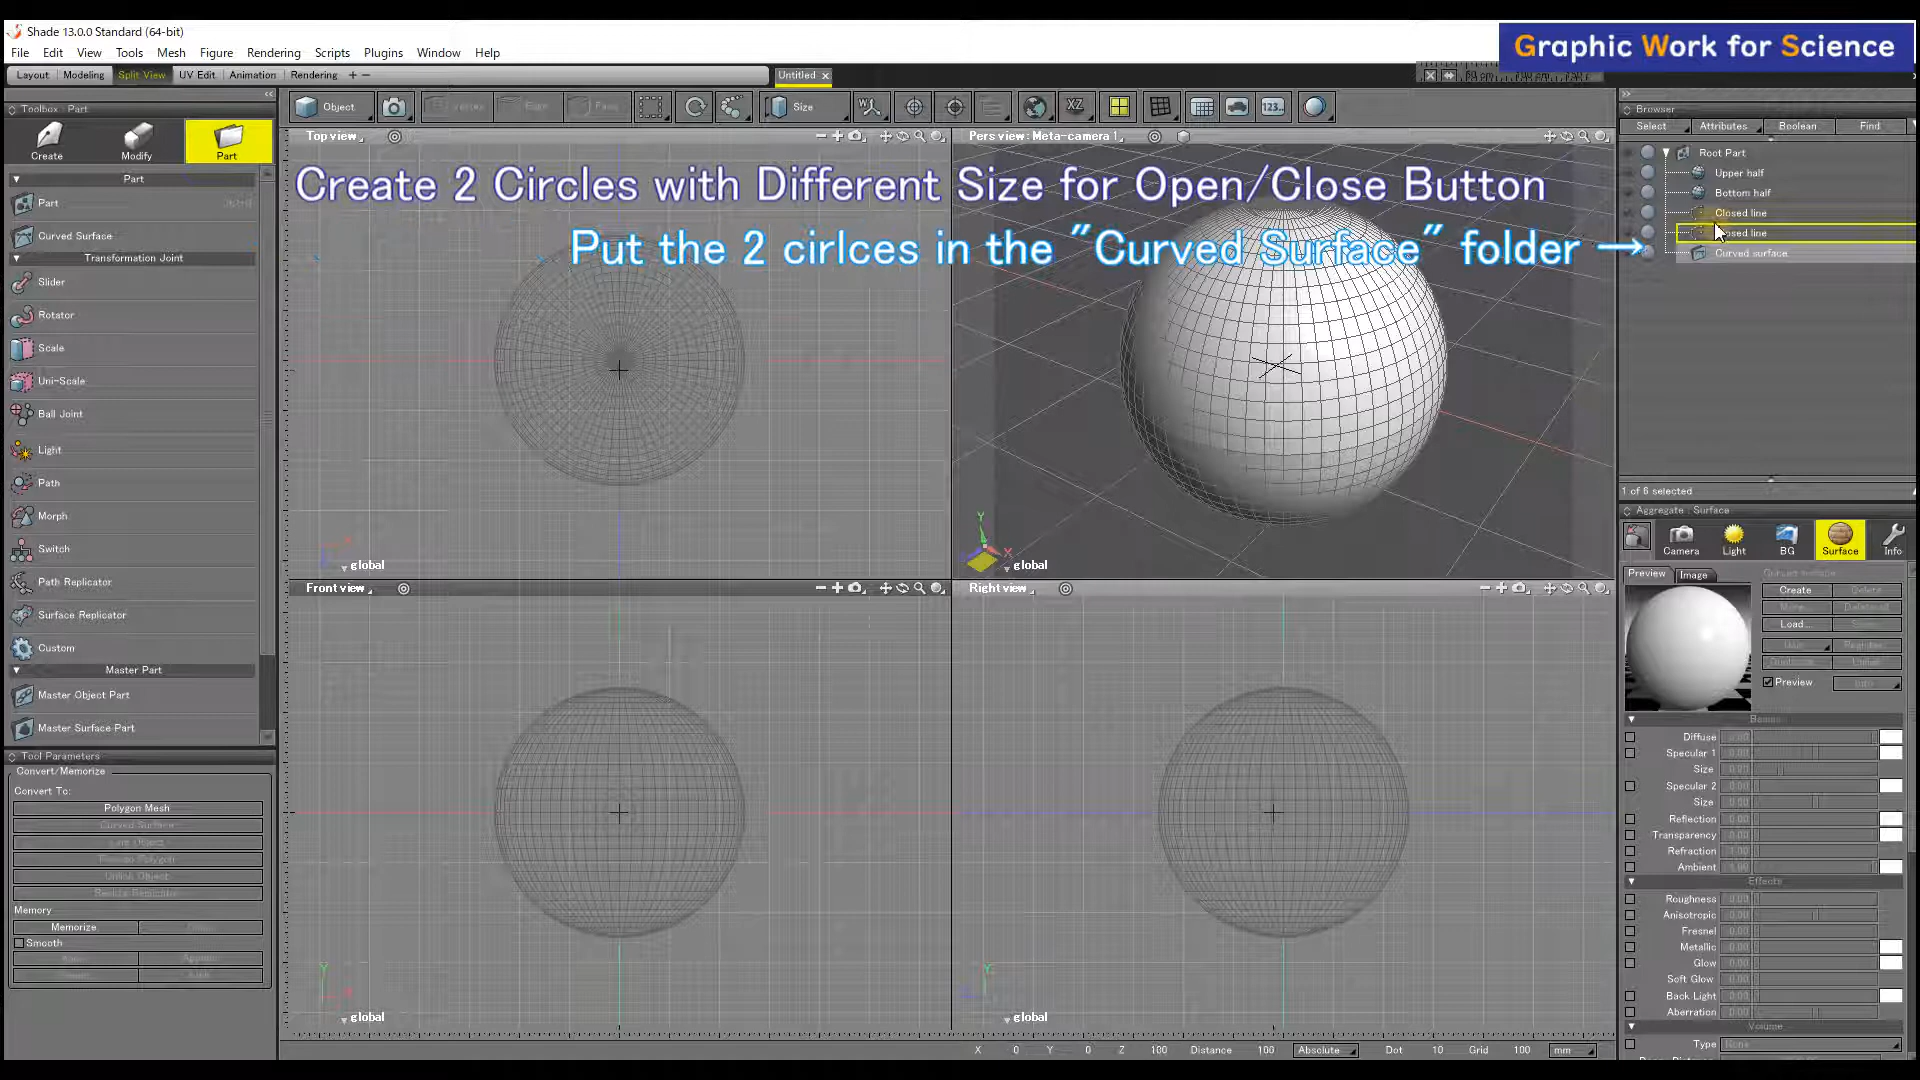 Shade 13.0.0 Standard (64-bit)
Graphic Work for Science
File Edit View Tools Mesh Figure Rendering Scripts Plugins Window Help
Layout Modeling Split View UV Edit Animation Rendering + −
Untitled x
Toolbox : Part
Create Modify Part
Part
Part
Curved Surface
Transformation Joint
Slider
Rotator
Scale
Uni-Scale
Ball Joint
Light
Path
Morph
Switch
Path Replicator
Surface Replicator
Custom
Master Part
Master Object Part
Master Surface Part
Tool Parameters
Convert/Memorize
Convert To:
Polygon Mesh
Curved Surface
Line Object
Memory
Memorize
Smooth
Object
Size
XZ
123...
Top view
Pers view : Meta-camera 1
Create 2 Circles with Different Size for Open/Close Button
Put the 2 cirlces in the "Curved Surface" folder →
global
global
Front view
Right view
global
global
X 0 Y 0 Z 100 Distance 100 Absolute Dot 10 Grid 100 mm
Browser
Select Attributes Boolean Find
Root Part
Upper half
Bottom half
Closed line
osed line
Curved surface
1 of 6 selected
Aggregate : Surface
Camera Light BG Surface Info
Preview Image
Create
Load...
Preview
Diffuse
Specular 1
Size
Specular 2
Size
Reflection
Transparency
Refraction
Ambient
Effects
Roughness
Anisotropic
Fresnel
Metallic
Glow
Soft Glow
Back Light
Aberration
Volume
Type None